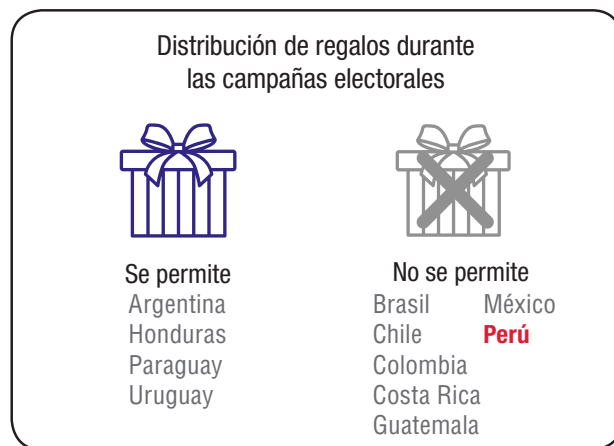 Distribución de regalos durante
las campañas electorales
Se permite
Argentina
Honduras
Paraguay
Uruguay
No se permite
Brasil
Chile
Colombia
Costa Rica
Guatemala
México
Perú